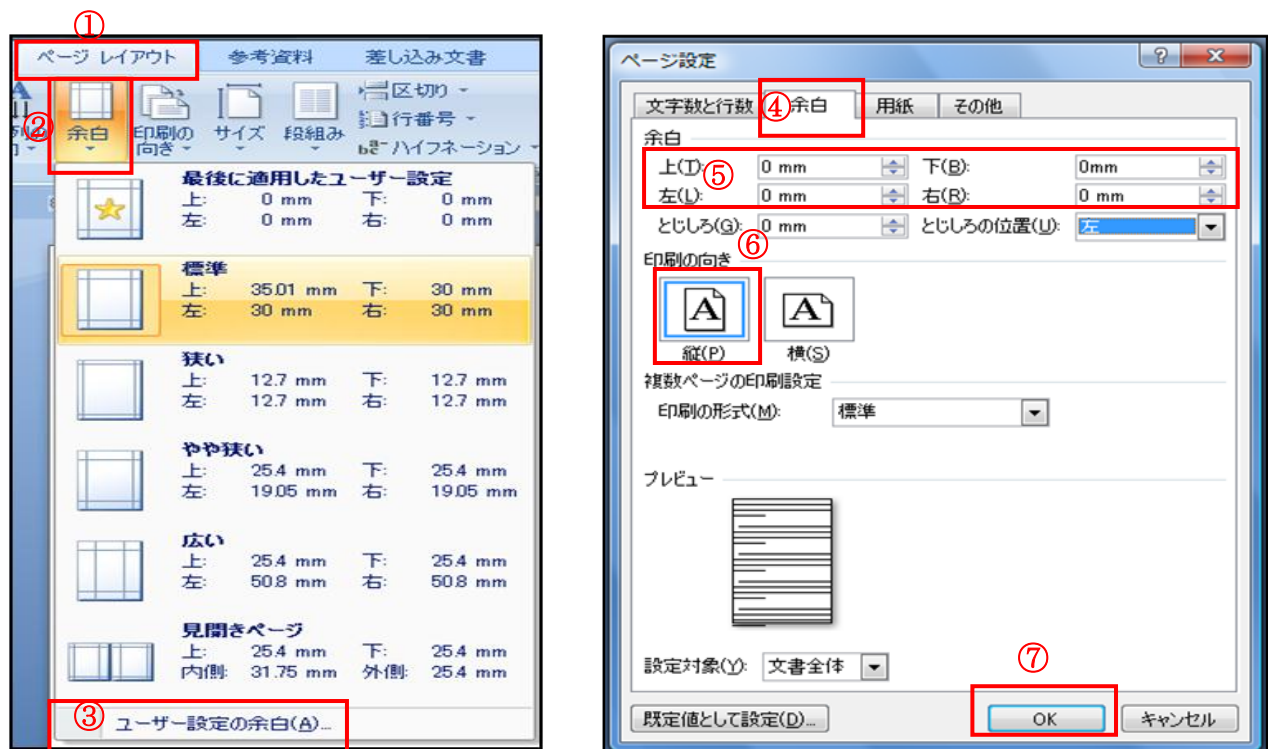 ①
ページ レイアウト 参考資料 差し込み文書
② 余白 印刷の向き サイズ 段組み
区切り
行番号
ハイフネーション
最後に適用したユーザー設定
上: 0 mm 下: 0 mm
左: 0 mm 右: 0 mm
標準
上: 35.01 mm 下: 30 mm
左: 30 mm 右: 30 mm
狭い
上: 12.7 mm 下: 12.7 mm
左: 12.7 mm 右: 12.7 mm
やや狭い
上: 25.4 mm 下: 25.4 mm
左: 19.05 mm 右: 19.05 mm
広い
上: 25.4 mm 下: 25.4 mm
左: 50.8 mm 右: 50.8 mm
見開きページ
上: 25.4 mm 下: 25.4 mm
内側: 31.75 mm 外側: 25.4 mm
③ ユーザー設定の余白(A)...
ページ設定
文字数と行数 ④ 余白 用紙 その他
余白
上(T): 0 mm 下(B): 0mm
⑤
左(L): 0 mm 右(R): 0 mm
とじしろ(G): 0 mm とじしろの位置(U): 左
⑥
印刷の向き
A A
縦(P) 横(S)
複数ページの印刷設定
印刷の形式(M): 標準
プレビュー
設定対象(Y): 文書全体
⑦
既定値として設定(D)... OK キャンセル